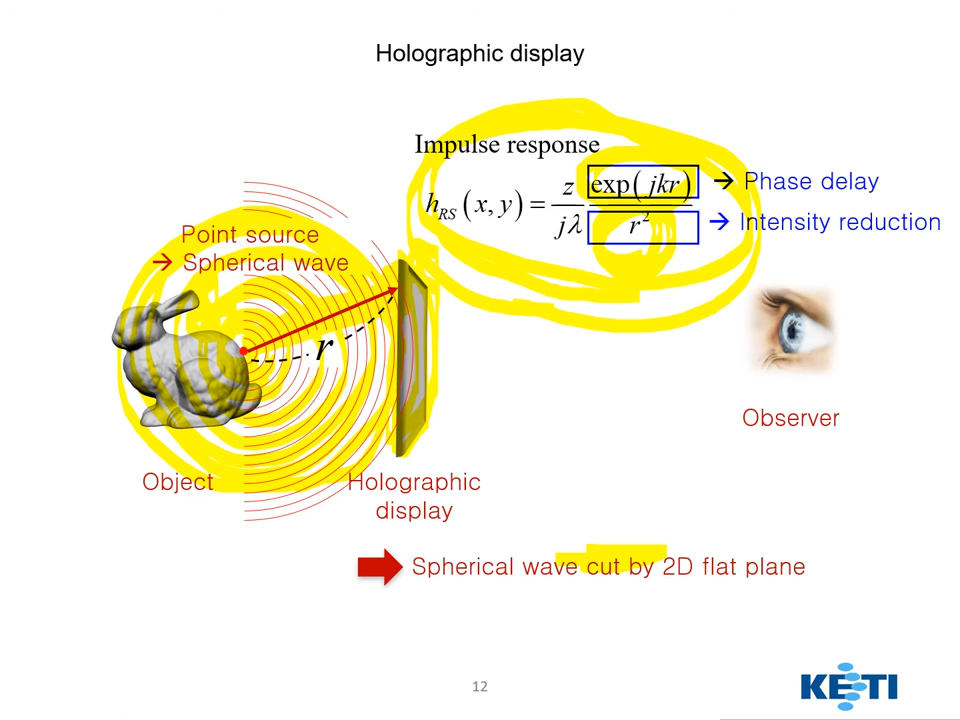 Holographic display
Impulse response
h_RS(x, y) = z/(jλ) exp(jkr)/r²
→ Phase delay
→ Intensity reduction
Point source
→ Spherical wave
r
Observer
Object
Holographic
display
Spherical wave cut by 2D flat plane
12
KETI